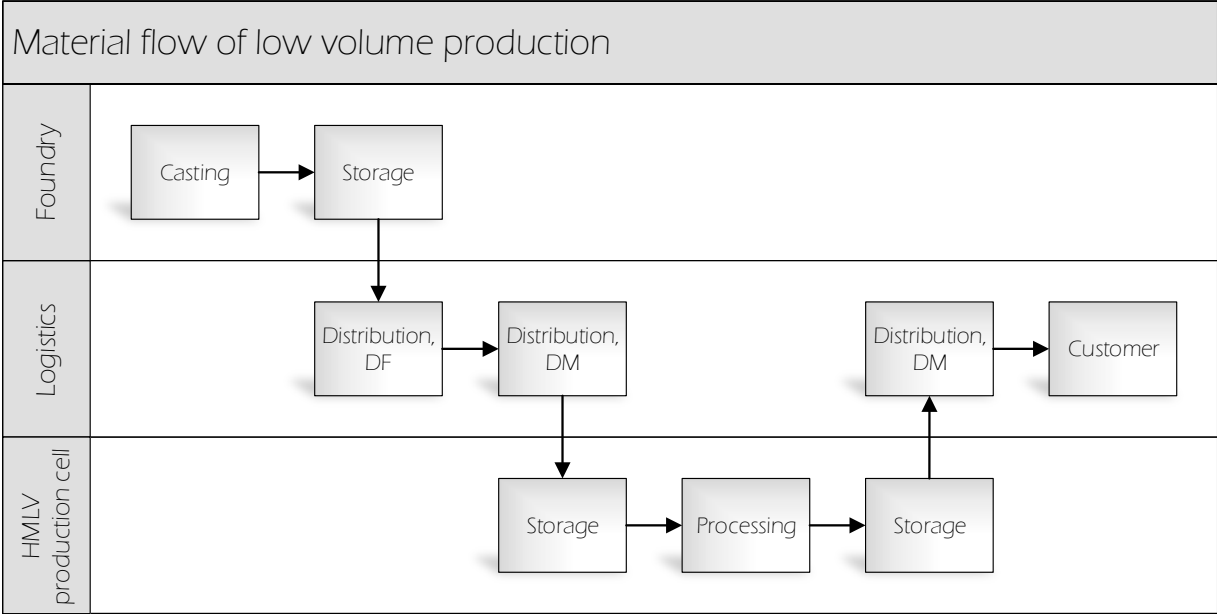 Material flow of low volume production
Foundry
Casting
Storage
Logistics
Distribution,
DF
Distribution,
DM
Distribution,
DM
Customer
HMLV
production cell
Storage
Processing
Storage